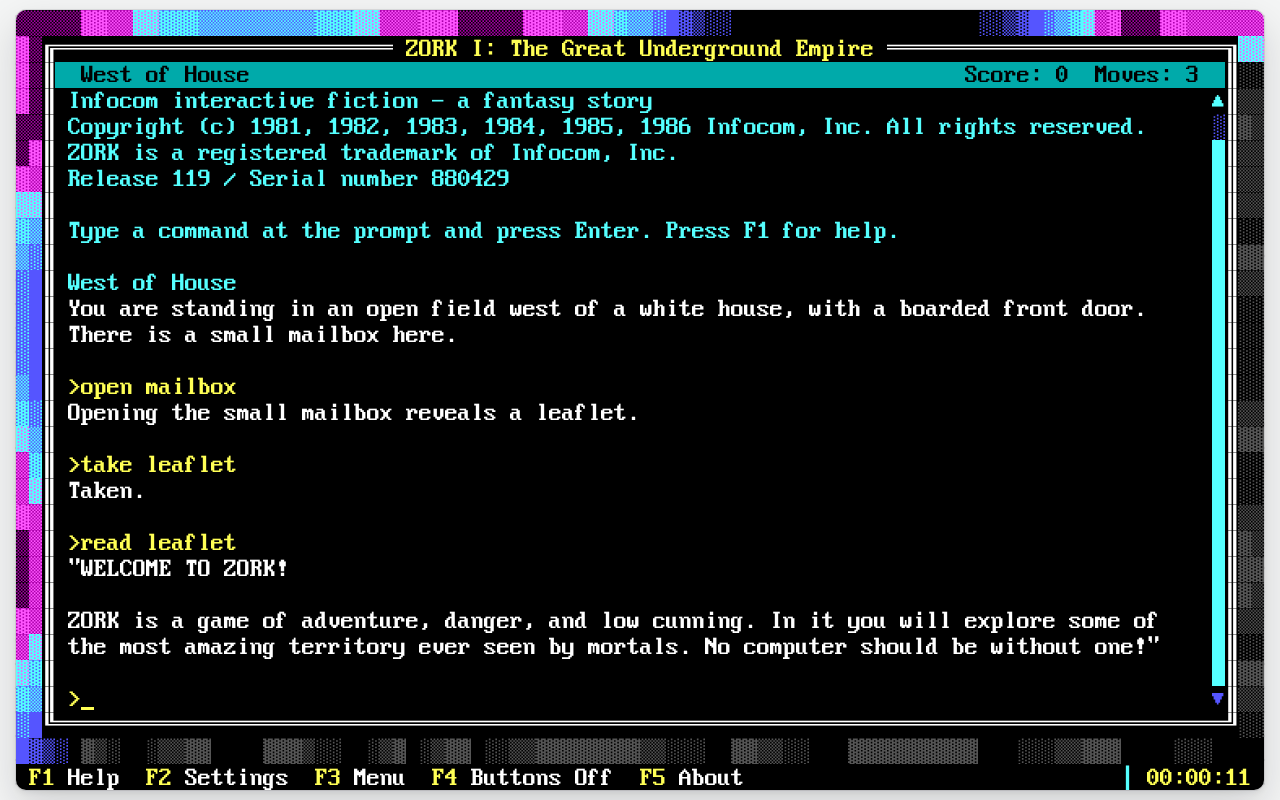 ZORK I: The Great Underground Empire
West of House Score: 0 Moves: 3
Infocom interactive fiction - a fantasy story
Copyright (c) 1981, 1982, 1983, 1984, 1985, 1986 Infocom, Inc. All rights reserved.
ZORK is a registered trademark of Infocom, Inc.
Release 119 / Serial number 880429
Type a command at the prompt and press Enter. Press F1 for help.
West of House
You are standing in an open field west of a white house, with a boarded front door.
There is a small mailbox here.
>open mailbox
Opening the small mailbox reveals a leaflet.
>take leaflet
Taken.
>read leaflet
"WELCOME TO ZORK!
ZORK is a game of adventure, danger, and low cunning. In it you will explore some of
the most amazing territory ever seen by mortals. No computer should be without one!"
>_
F1 Help F2 Settings F3 Menu F4 Buttons Off F5 About 00:00:11